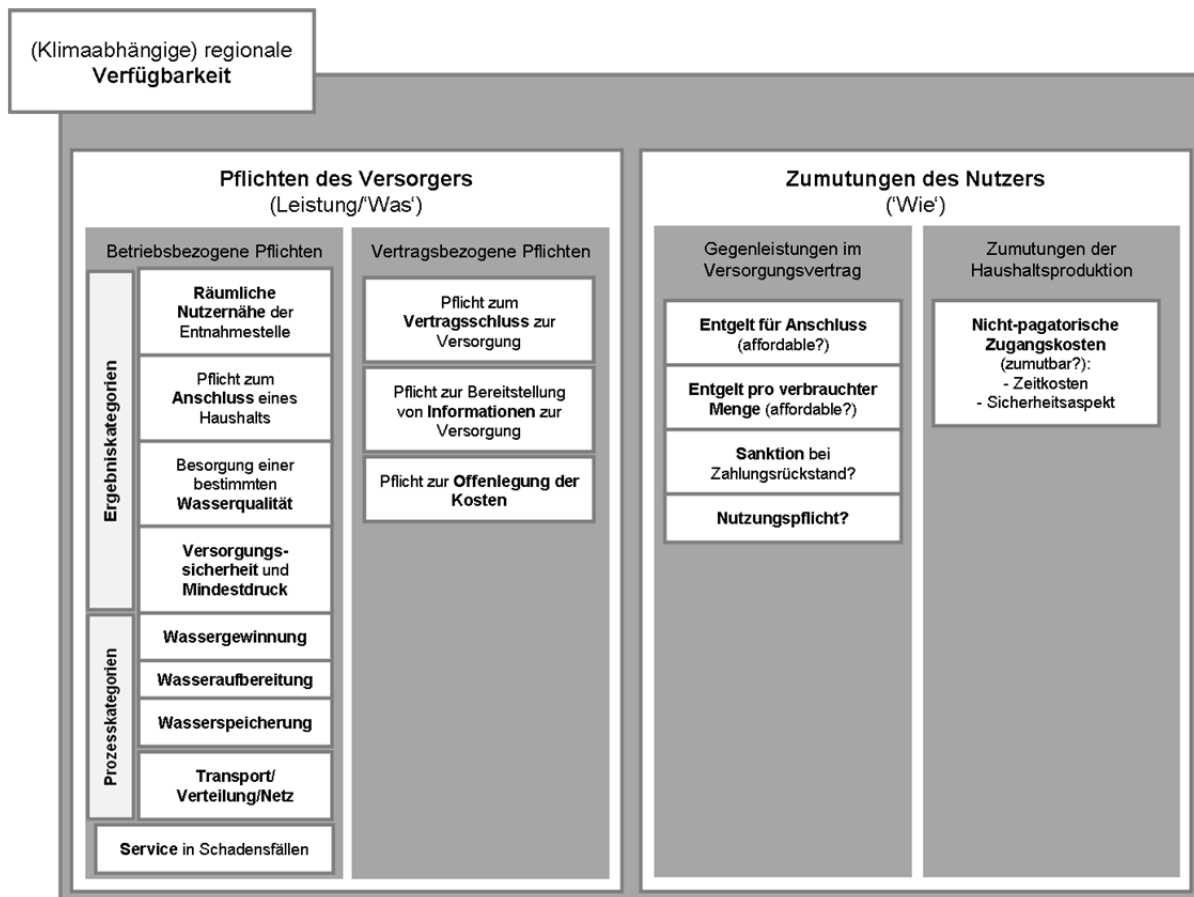 (Klimaabhängige) regionale
Verfügbarkeit
Pflichten des Versorgers
(Leistung/'Was')
Betriebsbezogene Pflichten
Ergebniskategorien
Räumliche
Nutzernähe der
Entnahmestelle
Pflicht zum
Anschluss eines
Haushalts
Besorgung einer
bestimmten
Wasserqualität
Versorgungs-
sicherheit und
Mindestdruck
Prozesskategorien
Wassergewinnung
Wasseraufbereitung
Wasserspeicherung
Transport/
Verteilung/Netz
Service in Schadensfällen
Vertragsbezogene Pflichten
Pflicht zum
Vertragsschluss zur
Versorgung
Pflicht zur Bereitstellung
von Informationen zur
Versorgung
Pflicht zur Offenlegung der
Kosten
Zumutungen des Nutzers
('Wie')
Gegenleistungen im
Versorgungsvertrag
Entgelt für Anschluss
(affordable?)
Entgelt pro verbrauchter
Menge (affordable?)
Sanktion bei
Zahlungsrückstand?
Nutzungspflicht?
Zumutungen der
Haushaltsproduktion
Nicht-pagatorische
Zugangskosten
(zumutbar?):
- Zeitkosten
- Sicherheitsaspekt